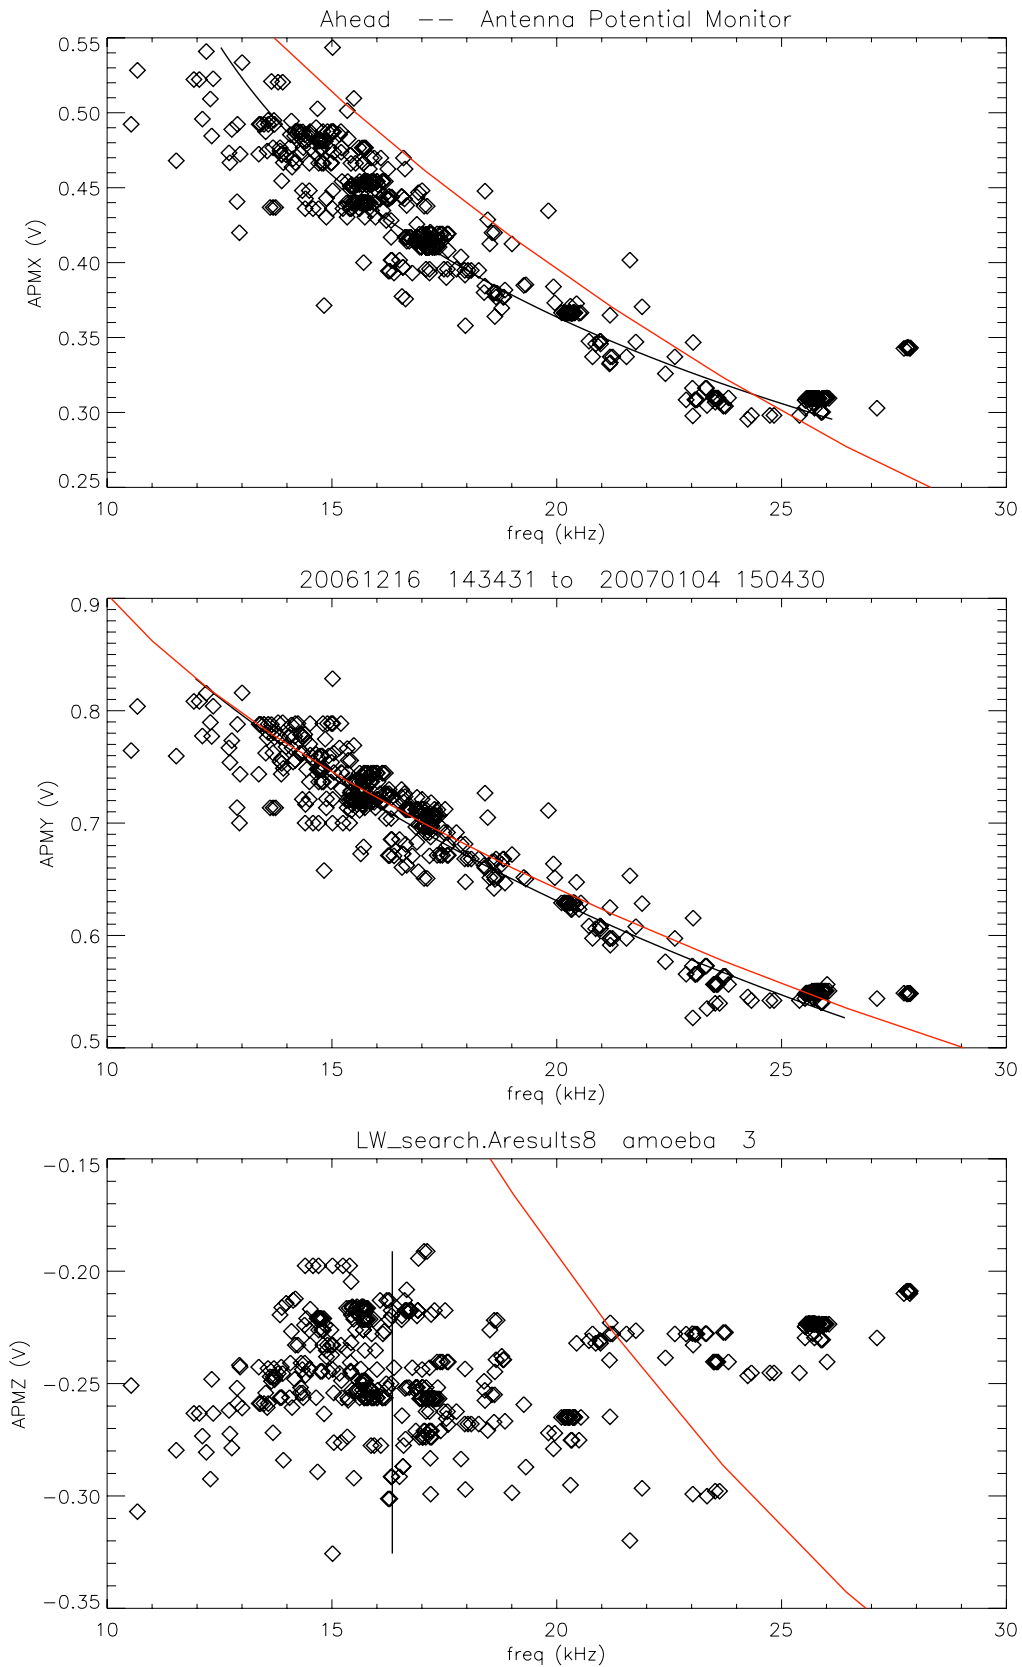 Ahead -- Antenna Potential Monitor
0.55
0.50
0.45
0.40
0.35
0.30
0.25
APMX (V)
10 15 20 25 30
freq (kHz)
20061216 143431 to 20070104 150430
0.9
0.8
0.7
0.6
0.5
APMY (V)
10 15 20 25 30
freq (kHz)
LW_search.Aresults8 amoeba 3
-0.15
-0.20
-0.25
-0.30
-0.35
APMZ (V)
10 15 20 25 30
freq (kHz)